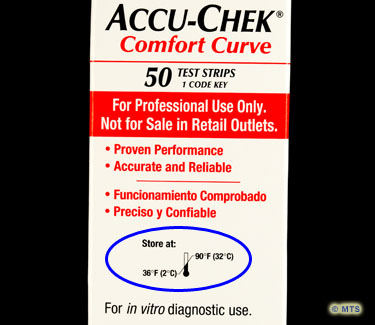 ACCU-CHEK®
Comfort Curve
50 TEST STRIPS
1 CODE KEY
For Professional Use Only.
Not for Sale in Retail Outlets.
• Proven Performance
• Accurate and Reliable
• Funcionamiento Comprobado
• Preciso y Confiable
Store at:
90°F (32°C)
36°F (2°C)
For in vitro diagnostic use.
© MTS